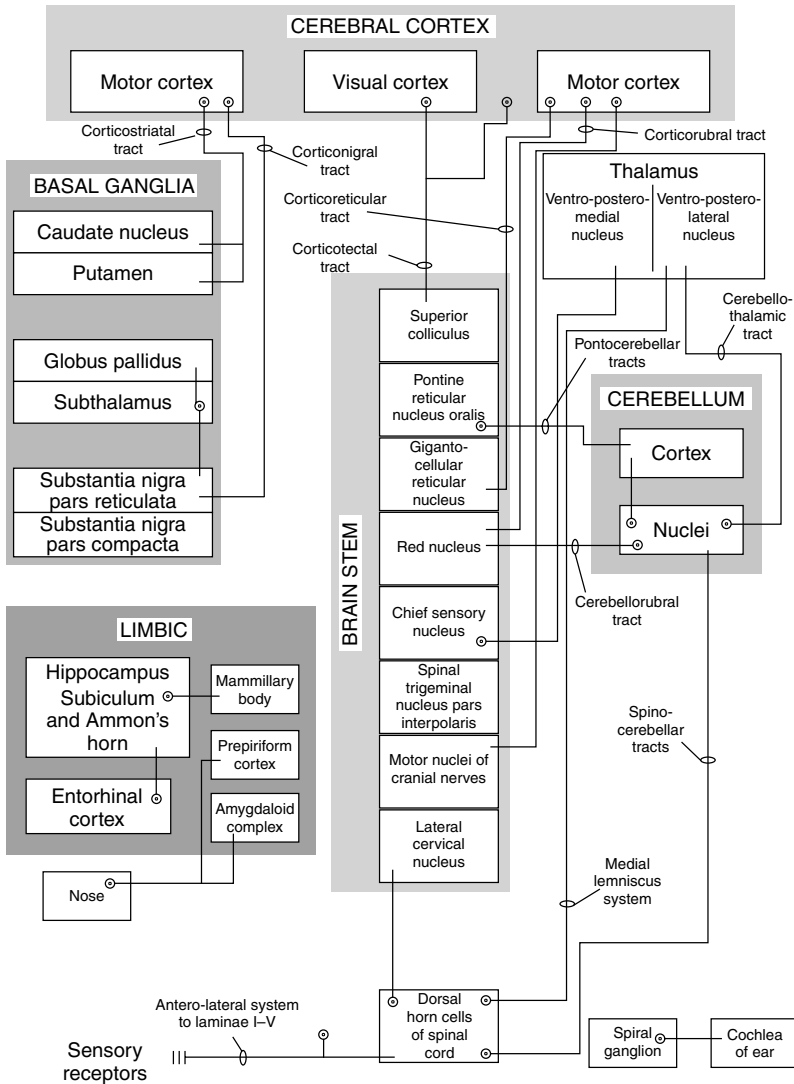 CEREBRAL CORTEX
Motor cortex
Visual cortex
Motor cortex
Corticostriatal
tract
Corticonigral
tract
Corticorubral tract
Corticoreticular
tract
Corticotectal
tract
BASAL GANGLIA
Caudate nucleus
Putamen
Globus pallidus
Subthalamus
Substantia nigra
pars reticulata
Substantia nigra
pars compacta
Thalamus
Ventro-postero-
medial
nucleus
Ventro-postero-
lateral
nucleus
Cerebello-
thalamic
tract
Pontocerebellar
tracts
BRAIN STEM
Superior
colliculus
Pontine
reticular
nucleus oralis
Giganto-
cellular
reticular
nucleus
Red nucleus
Chief sensory
nucleus
Spinal
trigeminal
nucleus pars
interpolaris
Motor nuclei of
cranial nerves
Lateral
cervical
nucleus
CEREBELLUM
Cortex
Nuclei
Cerebellorubral
tract
Spino-
cerebellar
tracts
Medial
lemniscus
system
LIMBIC
Hippocampus
Subiculum
and Ammon's
horn
Mammillary
body
Prepiriform
cortex
Entorhinal
cortex
Amygdaloid
complex
Nose
Antero-lateral system
to laminae I–V
Sensory
receptors
Dorsal
horn cells
of spinal
cord
Spiral
ganglion
Cochlea
of ear